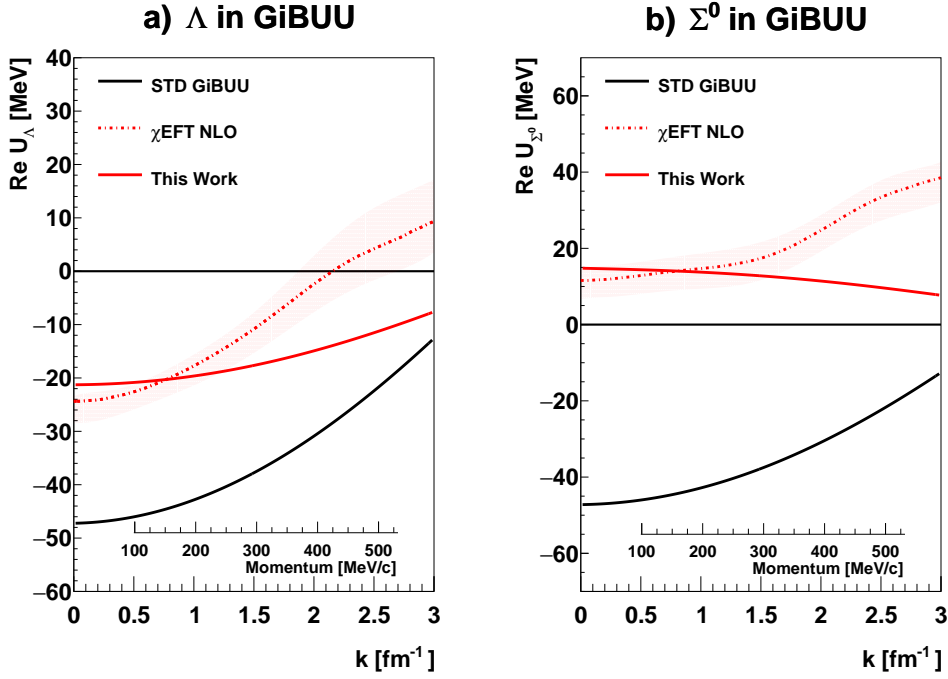 a) Λ in GiBUU
Re U_Λ [MeV]
40
30
20
10
0
−10
−20
−30
−40
−50
−60
STD GiBUU
χEFT NLO
This Work
100 200 300 400 500
Momentum [MeV/c]
0 0.5 1 1.5 2 2.5 3
k [fm⁻¹]
b) Σ⁰ in GiBUU
Re U_Σ⁰ [MeV]
60
40
20
0
−20
−40
−60
STD GiBUU
χEFT NLO
This Work
100 200 300 400 500
Momentum [MeV/c]
0 0.5 1 1.5 2 2.5 3
k [fm⁻¹]